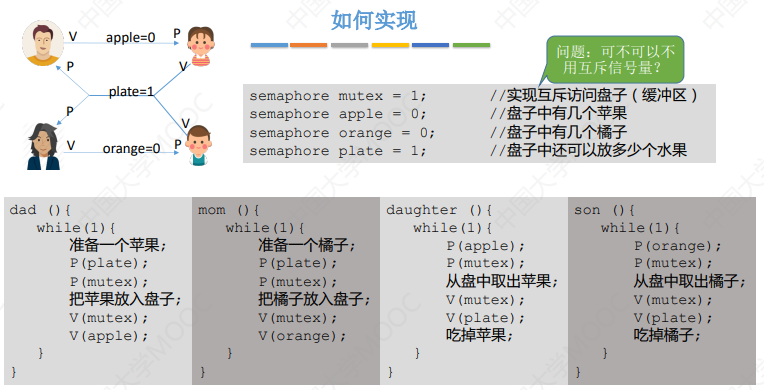 如何实现
V apple=0 P
P V
plate=1
P V
V orange=0 P
问题：可不可以不
用互斥信号量？
semaphore mutex = 1; //实现互斥访问盘子（缓冲区）
semaphore apple = 0; //盘子中有几个苹果
semaphore orange = 0; //盘子中有几个橘子
semaphore plate = 1; //盘子中还可以放多少个水果
dad (){
while(1){
准备一个苹果;
P(plate);
P(mutex);
把苹果放入盘子;
V(mutex);
V(apple);
}
}
mom (){
while(1){
准备一个橘子;
P(plate);
P(mutex);
把橘子放入盘子;
V(mutex);
V(orange);
}
}
daughter (){
while(1){
P(apple);
P(mutex);
从盘中取出苹果;
V(mutex);
V(plate);
吃掉苹果;
}
}
son (){
while(1){
P(orange);
P(mutex);
从盘中取出橘子;
V(mutex);
V(plate);
吃掉橘子;
}
}
中国大学MOOC